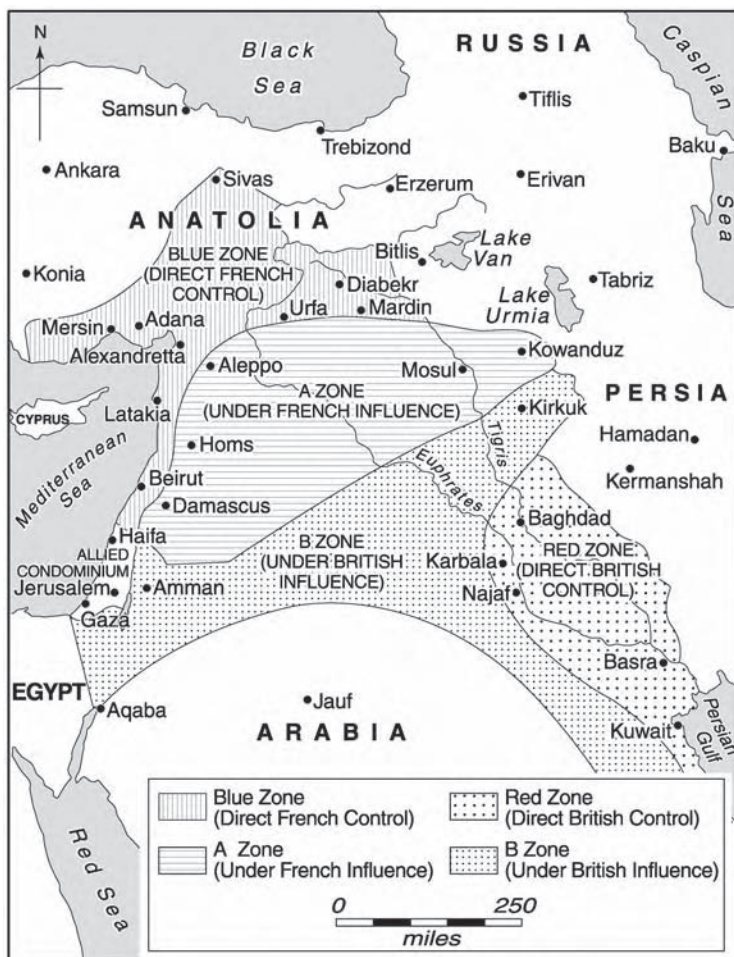 N
Black
Sea
RUSSIA
Caspian
Sea
Samsun
Tiflis
Trebizond
Baku
Ankara
Sivas
Erzerum
Erivan
ANATOLIA
BLUE ZONE
(DIRECT FRENCH
CONTROL)
Bitlis
Lake
Van
Konia
Diabekr
Tabriz
Lake
Urmia
Mersin
Adana
Urfa
Mardin
Alexandretta
Aleppo
Mosul
Kowanduz
A ZONE
(UNDER FRENCH INFLUENCE)
PERSIA
CYPRUS
Latakia
Kirkuk
Mediterranean
Sea
Homs
Tigris
Hamadan
Euphrates
Kermanshah
Beirut
Damascus
Baghdad
Haifa
B ZONE
(UNDER BRITISH
INFLUENCE)
RED ZONE
(DIRECT BRITISH
CONTROL)
ALLIED
CONDOMINIUM
Karbala
Jerusalem
Amman
Najaf
Gaza
Basra
EGYPT
Aqaba
Jauf
ARABIA
Kuwait
Persian
Gulf
Red Sea
Blue Zone
(Direct French Control)
Red Zone
(Direct British Control)
A Zone
(Under French Influence)
B Zone
(Under British Influence)
0 250
miles